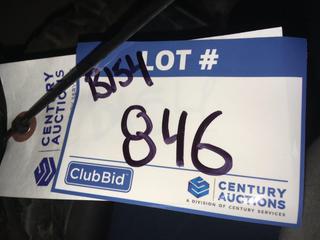 LOT #
B154
846
ClubBid
CENTURY
AUCTIONS
A DIVISION OF CENTURY SERVICES
CENTURY
AUCTIONS